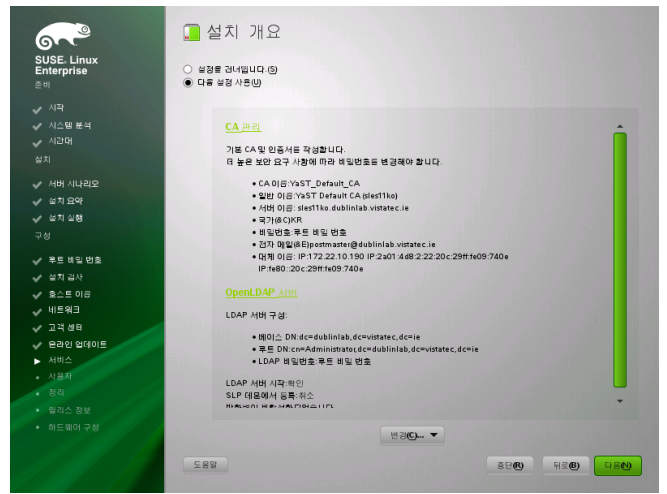 SUSE. Linux
Enterprise
준비
시작
시스템 분석
시간대
설치
서버 시나리오
설치 요약
설치 실행
구성
루트 비밀 번호
설치 검사
호스트 이름
네트워크
고객 센터
온라인 업데이트
서비스
사용자
정리
릴리스 정보
하드웨어 구성
설치 개요
설정을 건너뜁니다.(S)
다음 설정 사용(U)
CA 관리
기본 CA 및 인증서를 작성합니다.
더 높은 보안 요구 사항에 따라 비밀번호를 변경해야 합니다.
• CA 이름:YaST_Default_CA
• 일반 이름:YaST Default CA (sles11ko)
• 서버 이름: sles11ko.dublinlab.vistatec.ie
• 국가(&C)KR
• 비밀번호:루트 비밀 번호
• 전자 메일(&E)postmaster@dublinlab.vistatec.ie
• 대체 이름: IP:172.22.10.190 IP:2a01:4d8:2:22:20c:29ff:fe09:740e
IP:fe80::20c:29ff:fe09:740e
OpenLDAP 서버
LDAP 서버 구성:
• 베이스 DN:dc=dublinlab,dc=vistatec,dc=ie
• 루트 DN:cn=Administrator,dc=dublinlab,dc=vistatec,dc=ie
• LDAP 비밀번호:루트 비밀 번호
LDAP 서버 시작:확인
SLP 데몬에서 등록:취소
변경(C)...
도움말
중단(R)
뒤로(B)
다음(N)